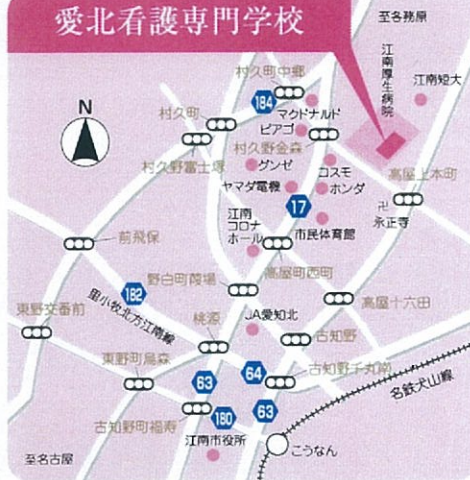 愛北看護専門学校
至各務原
江南厚生病院
江南短大
村久町中郷
184
マクドナルド
村久町
ピアゴ
村久野金森
村久野富士塚
グンゼ
コスモ
高屋上本町
ヤマダ電機
ホンダ
卍
永正寺
17
江南
コロナ
ホール
市民体育館
N
前飛保
高屋町西町
182
野白町葭場
斉小牧北方江南線
高屋十六田
東野交番前
桃源
JA愛知北
古知野
東野町烏森
64
古知野千丸南
63
名鉄犬山線
180
63
古知野町福寿
江南市役所
こうなん
至名古屋